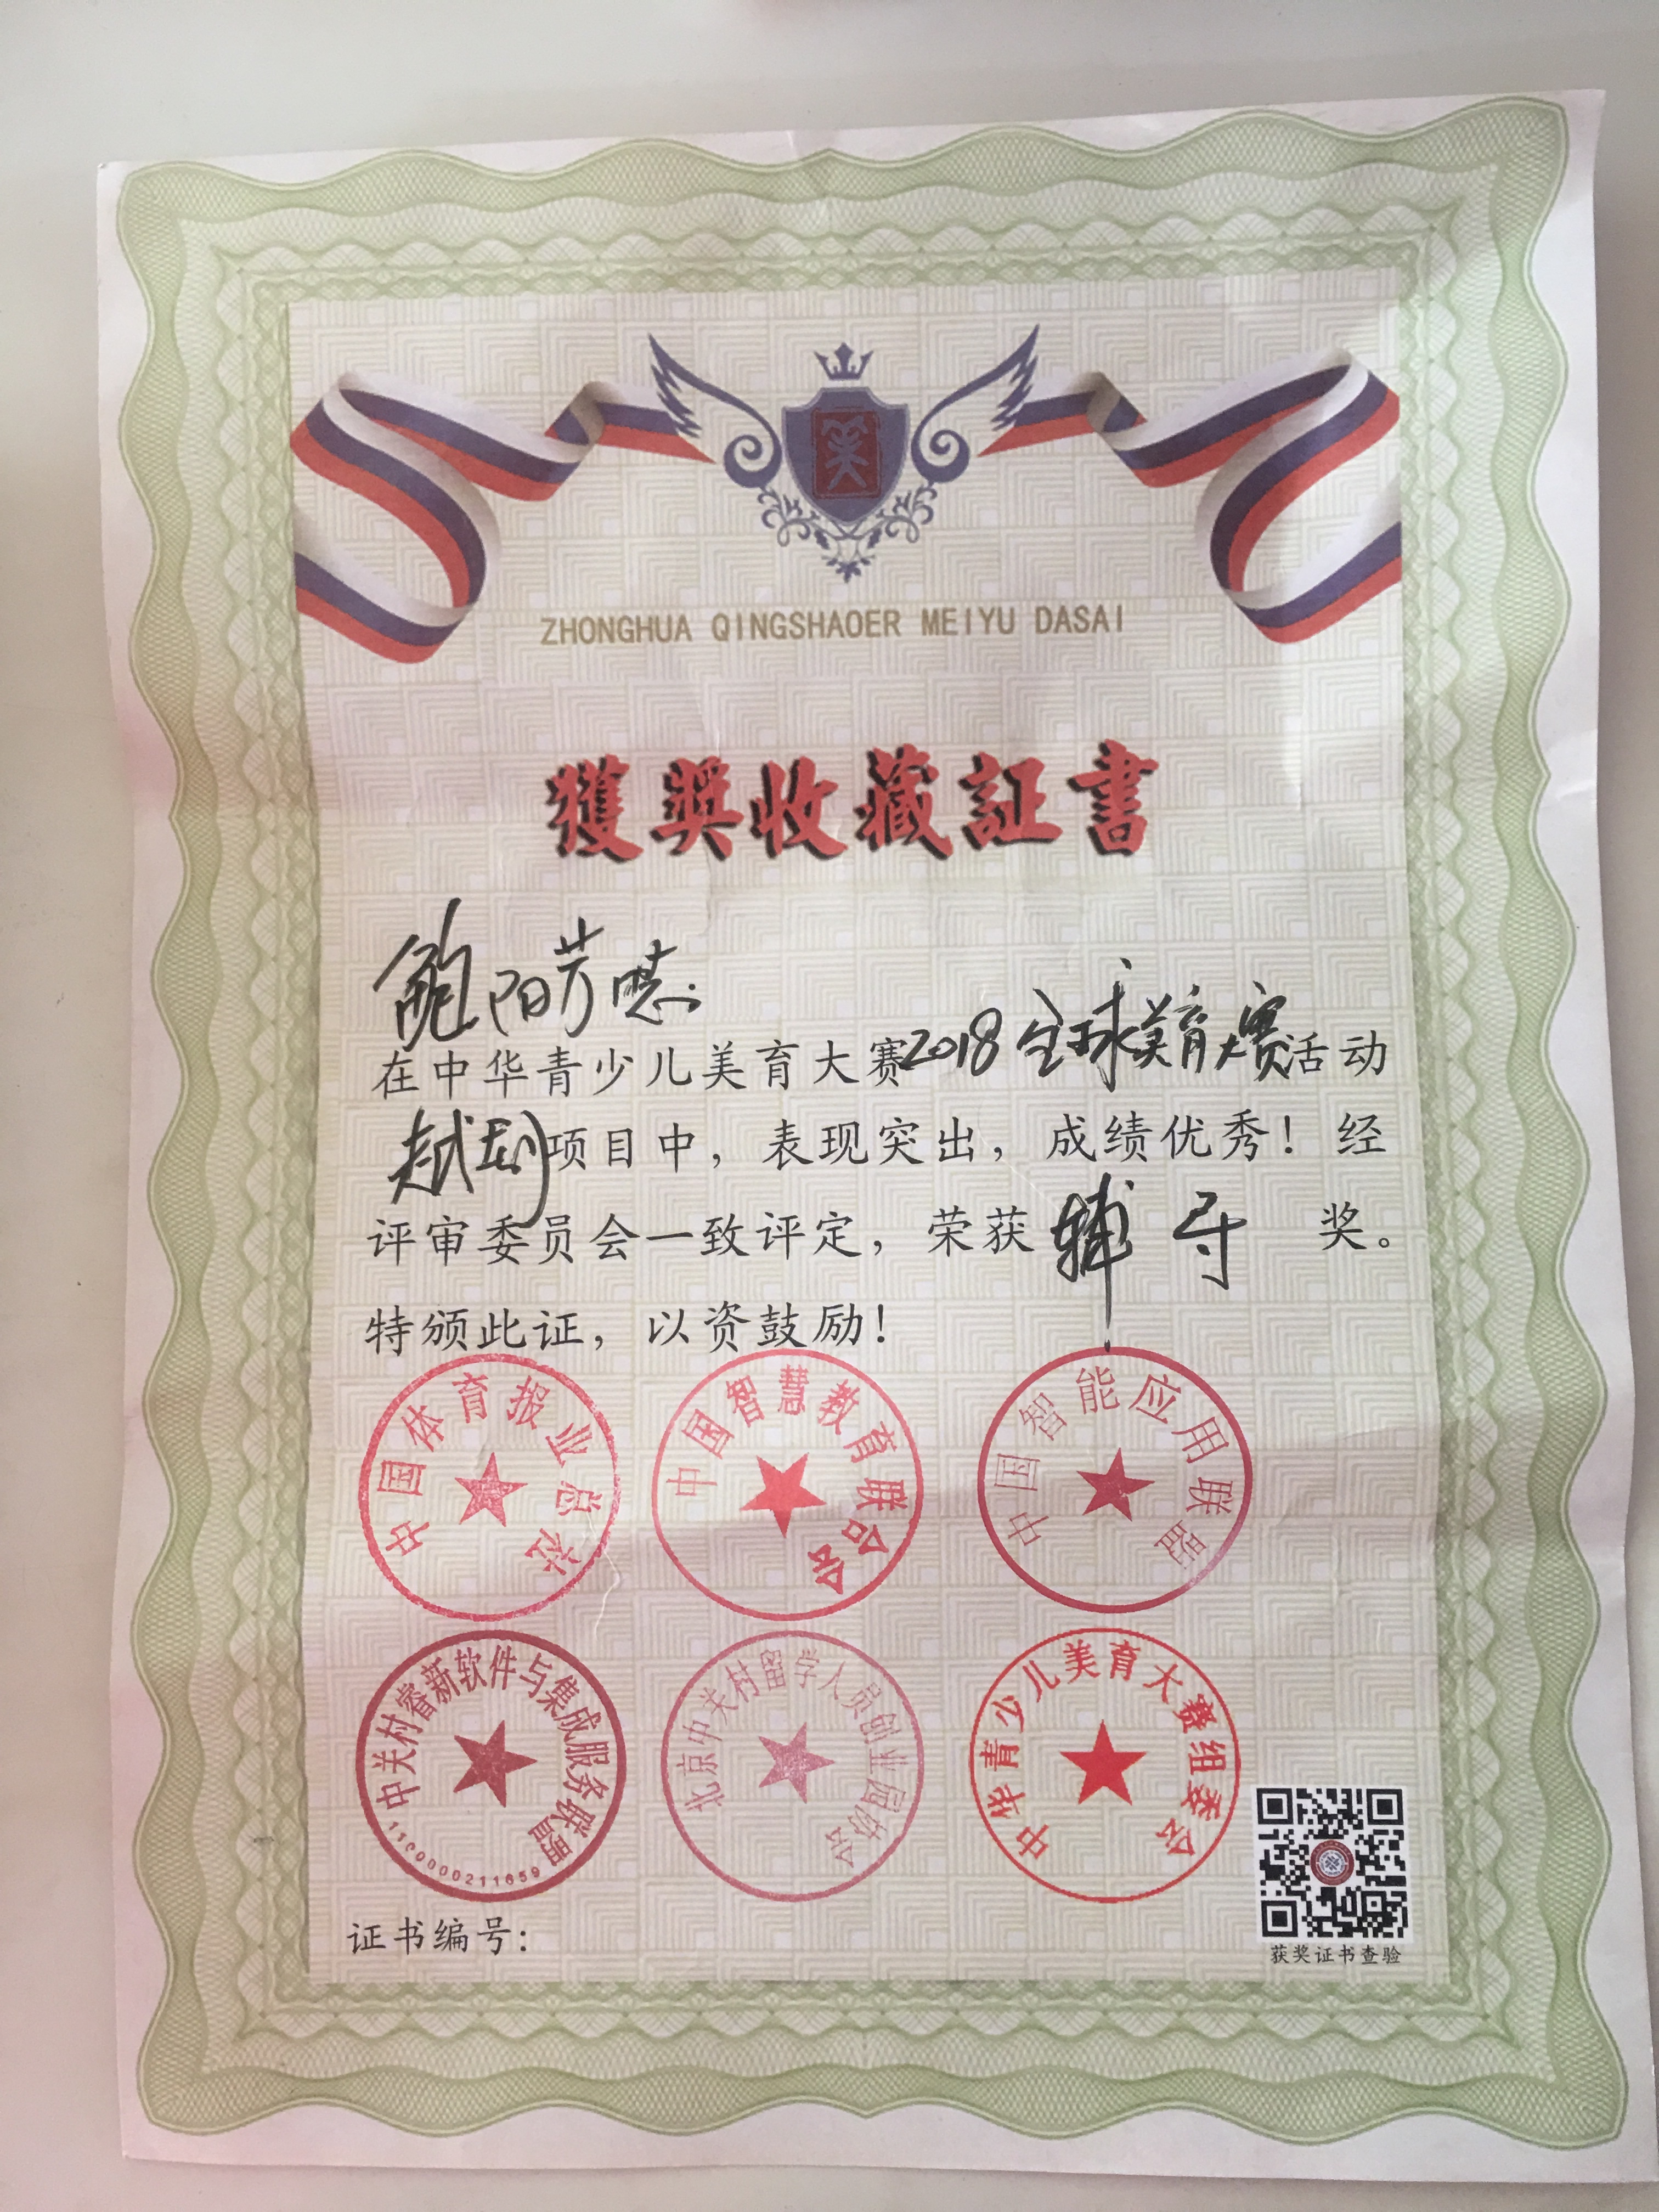 ZHONGHUA QINGSHAOER MEIYU DASAI
獲奬收藏証書
鲍阳芳
在中华青少儿美育大赛2018全球美育大赛活动
项目中，表现突出，成绩优秀！经
评审委员会一致评定，荣获辅导奖。
特颁此证，以资鼓励！
中国体育报业总社
中国智慧教育联合会
中国智能应用联盟
中关村睿新软件与集成服务联盟
1100000211659
北京中关村留学人员创业园协会
中华青少儿美育大赛组委会
证书编号：
获奖证书查验